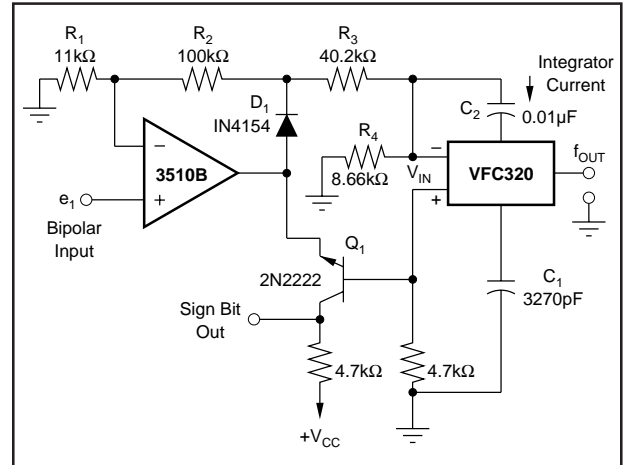 R1
11kΩ
R2
100kΩ
R3
40.2kΩ
Integrator
Current
D1
IN4154
C2
0.01µF
R4
8.66kΩ
–
3510B
+
–
VIN
VFC320
+
fOUT
e1
Bipolar
Input
Q1
2N2222
C1
3270pF
Sign Bit
Out
4.7kΩ
4.7kΩ
+VCC